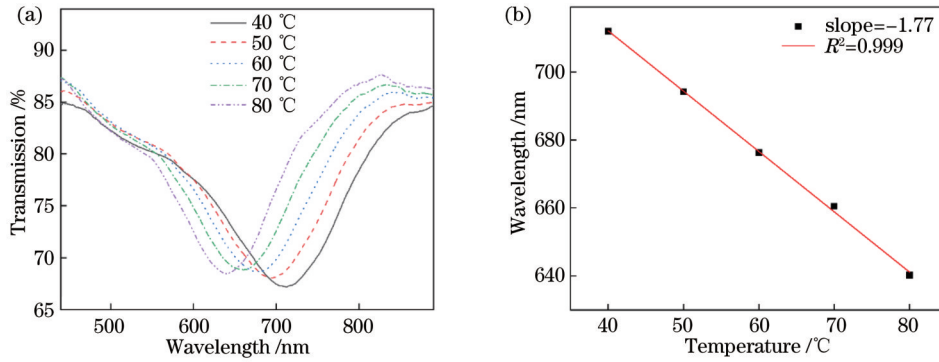 (a)
40 ℃
50 ℃
60 ℃
70 ℃
80 ℃
90
85
80
75
70
65
Transmission /%
500 600 700 800
Wavelength /nm
(b)
slope=−1.77
R²=0.999
700
680
660
640
Wavelength /nm
40 50 60 70 80
Temperature /℃